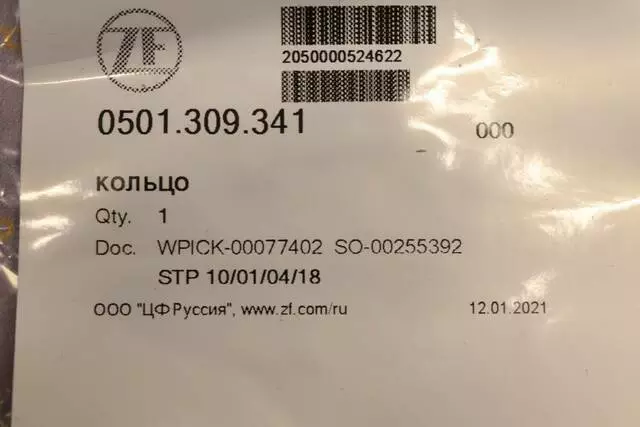 ZF
2050000524622
0501.309.341
000
КОЛЬЦО
Qty. 1
Doc. WPICK-00077402 SO-00255392
STP 10/01/04/18
ООО "ЦФ Руссия", www.zf.com/ru 12.01.2021